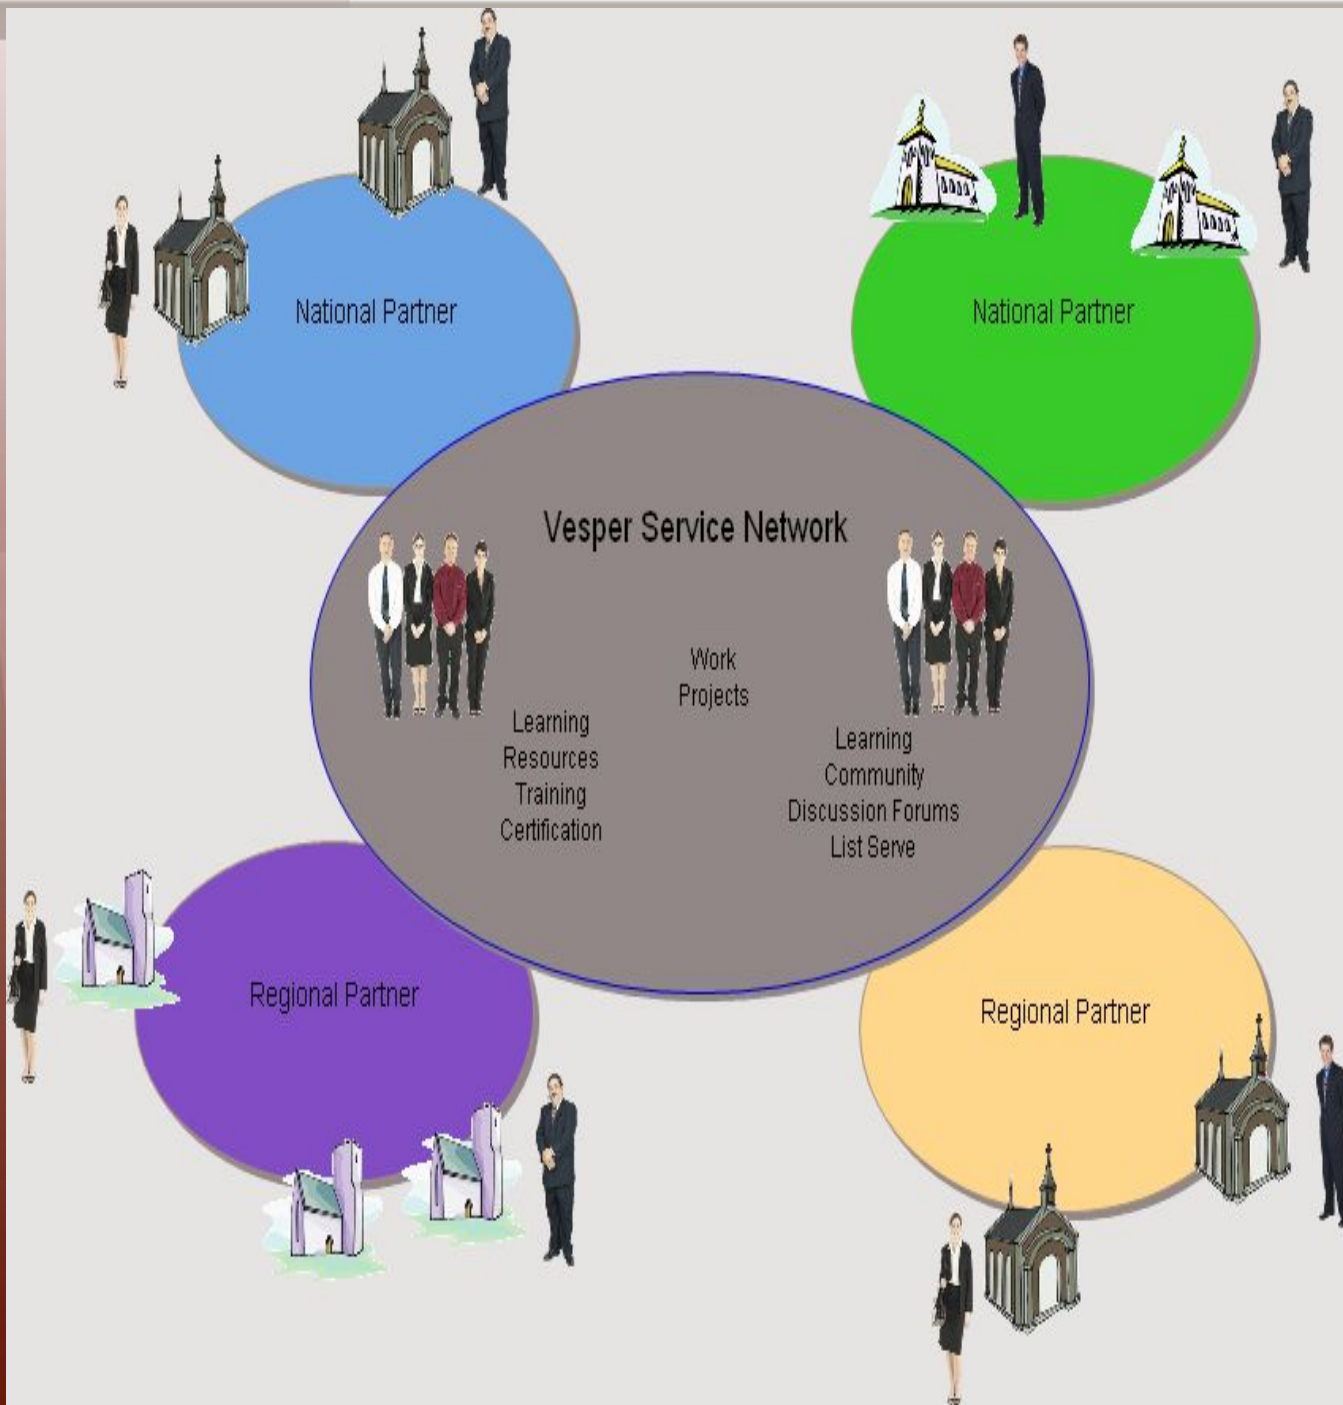 National Partner
National Partner
Vesper Service Network
Work
Projects
Learning
Resources
Training
Certification
Learning
Community
Discussion Forums
List Serve
Regional Partner
Regional Partner